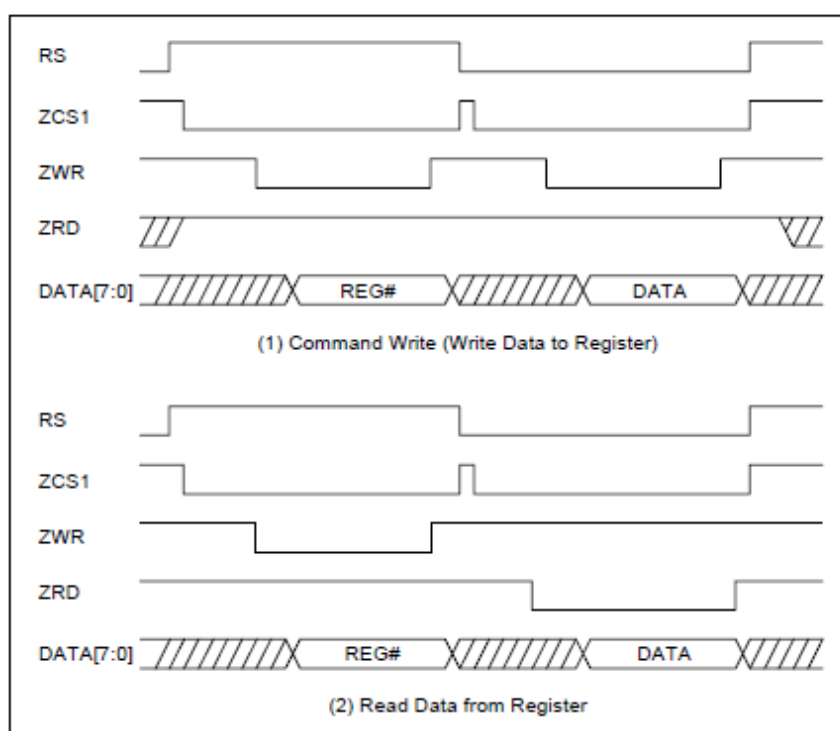 RS
ZCS1
ZWR
ZRD
DATA[7:0] REG# DATA
(1) Command Write (Write Data to Register)
RS
ZCS1
ZWR
ZRD
DATA[7:0] REG# DATA
(2) Read Data from Register